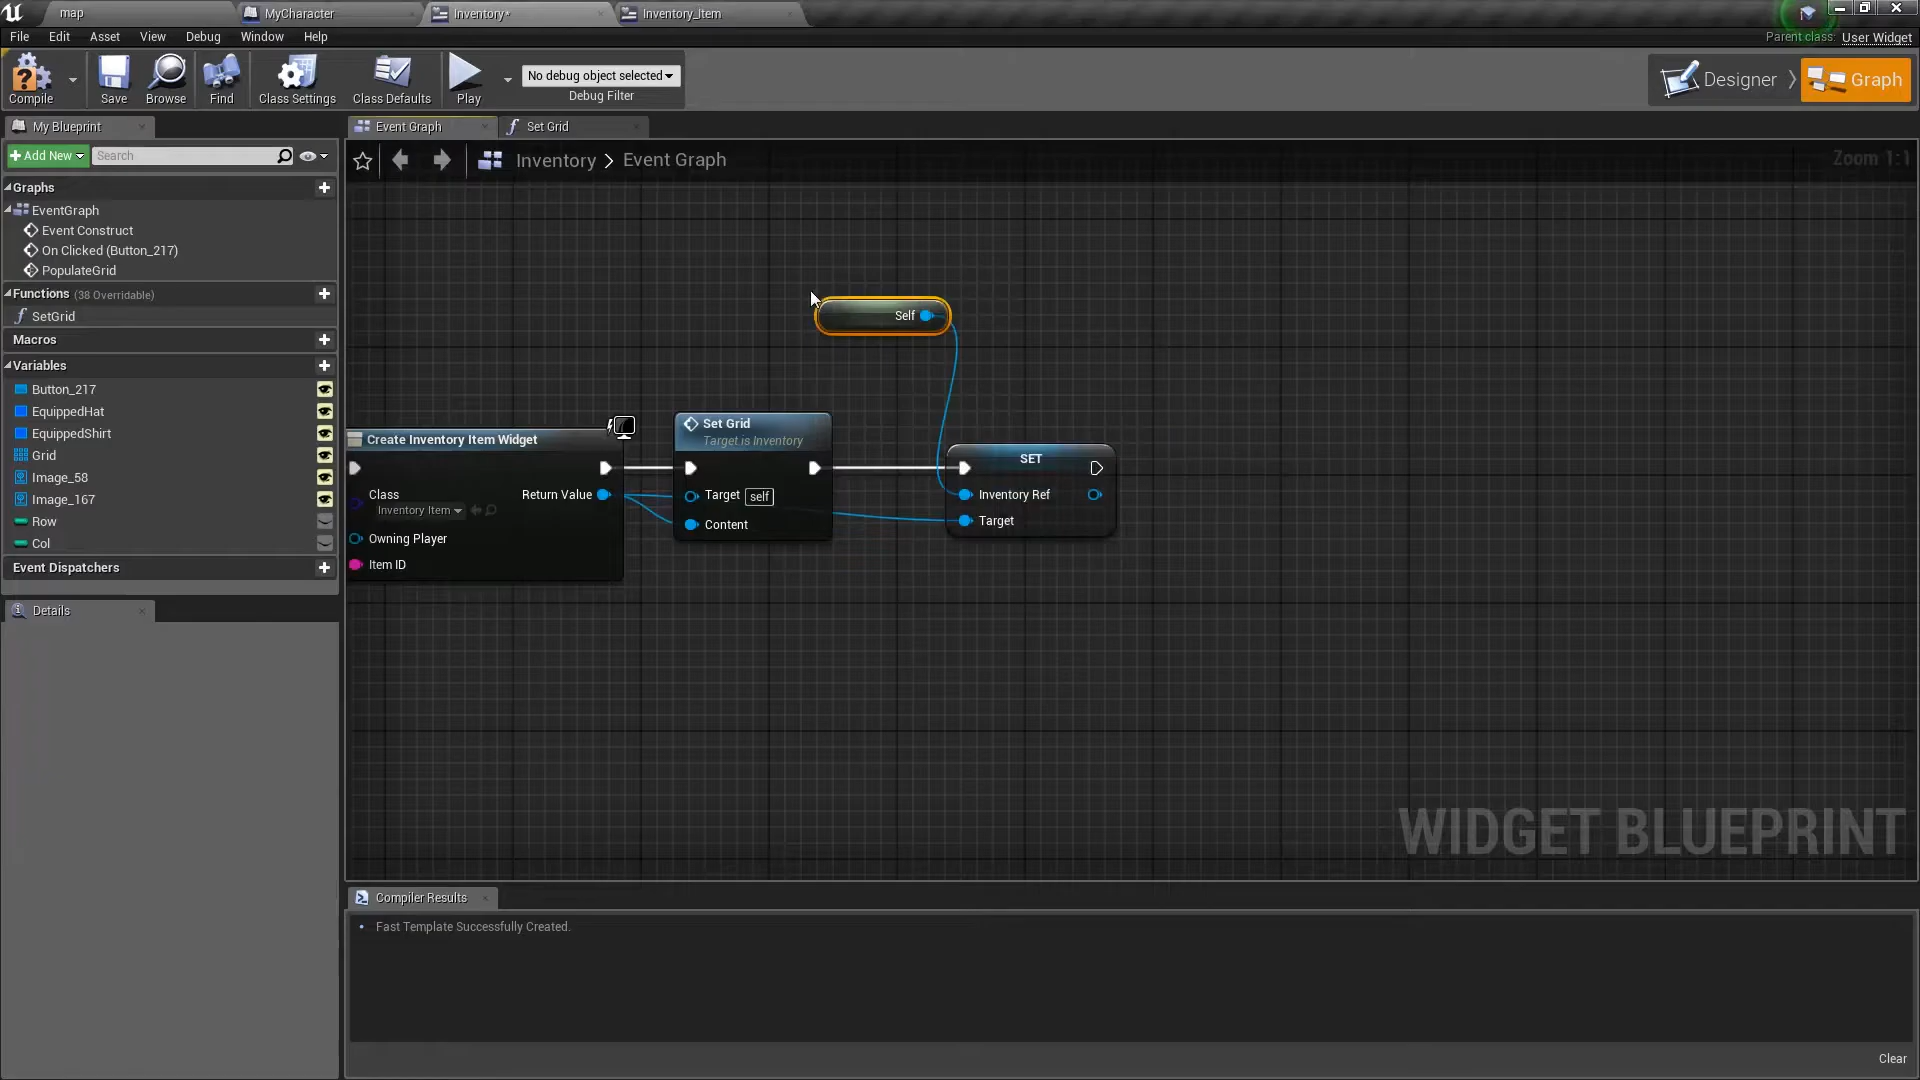 map
MyCharacter
Inventory*
Inventory_Item
File Edit Asset View Debug Window Help
Parent class: User Widget
Compile
Save
Browse
Find
Class Settings
Class Defaults
Play
No debug object selected
Debug Filter
Designer
Graph
My Blueprint
Event Graph
Set Grid
Add New
Search
Inventory > Event Graph
Zoom 1:1
Graphs
EventGraph
Event Construct
On Clicked (Button_217)
PopulateGrid
Functions (38 Overridable)
SetGrid
Macros
Variables
Button_217
EquippedHat
EquippedShirt
Grid
Image_58
Image_167
Row
Col
Event Dispatchers
Details
Self
Create Inventory Item Widget
Class
Inventory Item
Return Value
Owning Player
Item ID
Set Grid
Target is Inventory
Target self
Content
SET
Inventory Ref
Target
WIDGET BLUEPRINT
Compiler Results
• Fast Template Successfully Created.
Clear